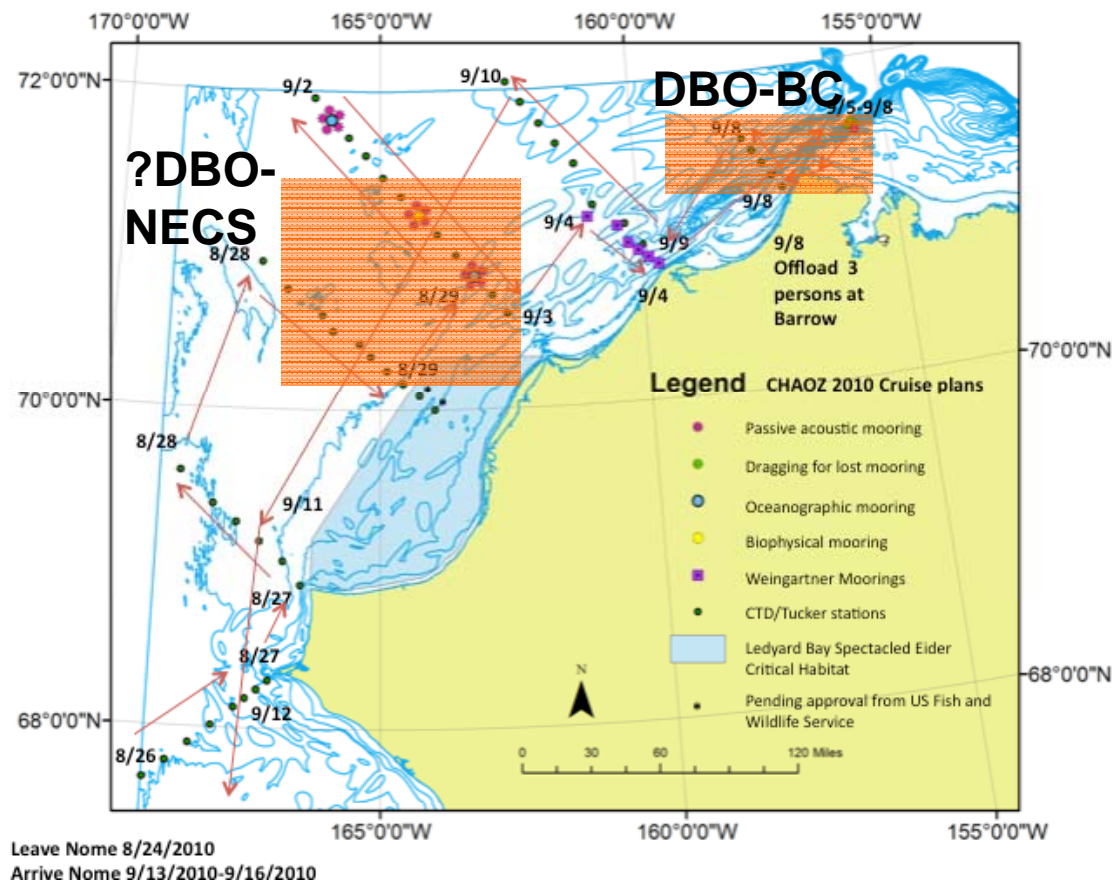 170°0'0"W
165°0'0"W
160°0'0"W
155°0'0"W
72°0'0"N
9/2
9/10
DBO-BC
9/5-9/8
9/8
?DBO-
NECS
8/28
9/4
9/8
9/9
9/4
9/8
Offload 3
persons at
Barrow
8/29
9/3
70°0'0"N
8/29
70°0'0"N
Legend CHAOZ 2010 Cruise plans
Passive acoustic mooring
Dragging for lost mooring
Oceanographic mooring
Biophysical mooring
Weingartner Moorings
CTD/Tucker stations
Ledyard Bay Spectacled Eider
Critical Habitat
Pending approval from US Fish and
Wildlife Service
8/28
9/11
8/27
8/27
N
68°0'0"N
68°0'0"N
9/12
8/26
0 30 60 120 Miles
165°0'0"W
160°0'0"W
155°0'0"W
Leave Nome 8/24/2010
Arrive Nome 9/13/2010-9/16/2010